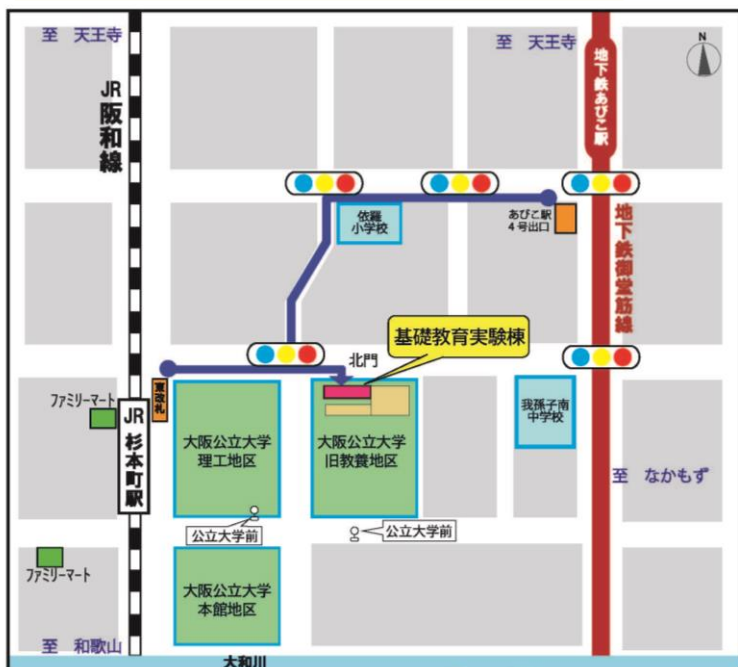 至 天王寺
至 天王寺
N
JR
阪和線
地下鉄あびこ駅
依羅
小学校
あびこ駅
4号出口
地下鉄御堂筋線
基礎教育実験棟
北門
東改札
ファミリーマート
JR
杉本町駅
大阪公立大学
理工地区
大阪公立大学
旧教養地区
我孫子南
中学校
至 なかもず
公立大学前
公立大学前
ファミリーマート
大阪公立大学
本館地区
至 和歌山
大和川